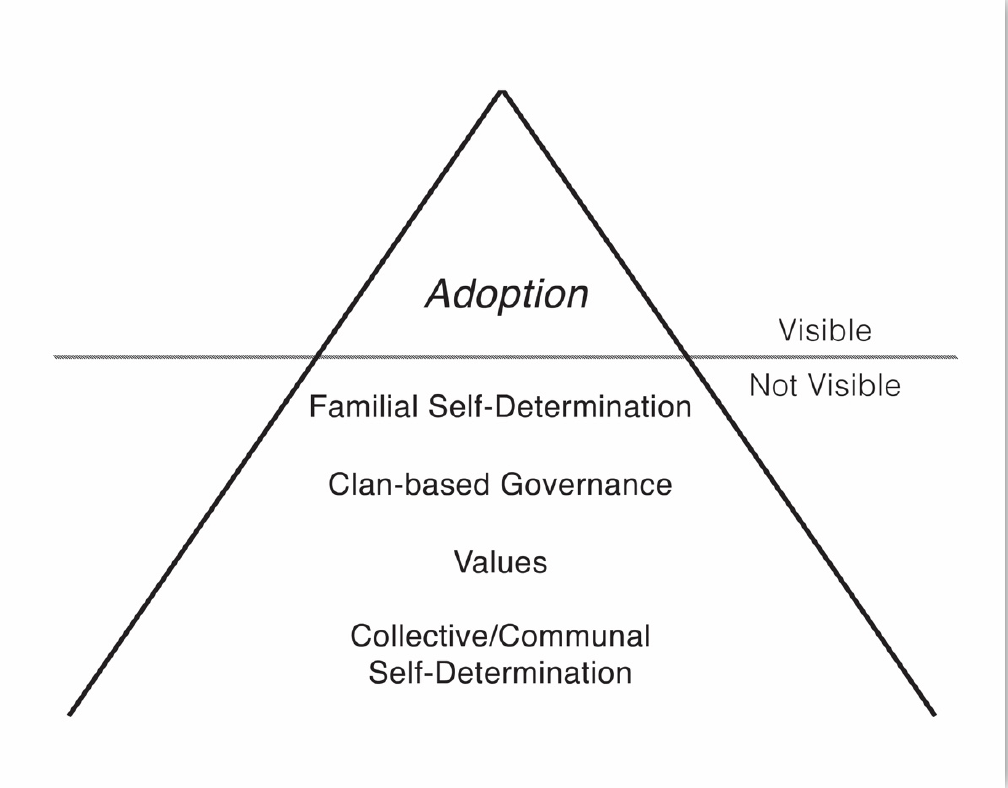 Adoption
Visible
Not Visible
Familial Self-Determination
Clan-based Governance
Values
Collective/Communal
Self-Determination